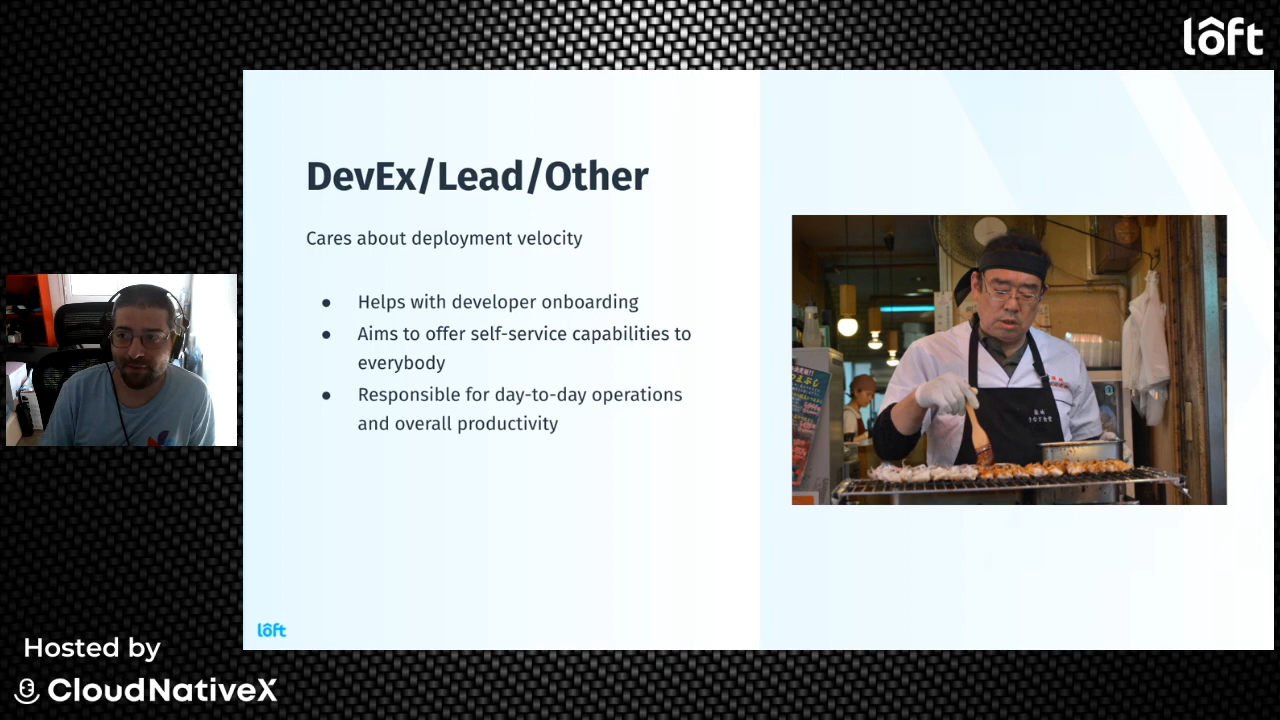 lôft
DevEx/Lead/Other
Cares about deployment velocity
● Helps with developer onboarding
● Aims to offer self-service capabilities to
everybody
● Responsible for day-to-day operations
and overall productivity
lôft
Hosted by
CloudNativeX